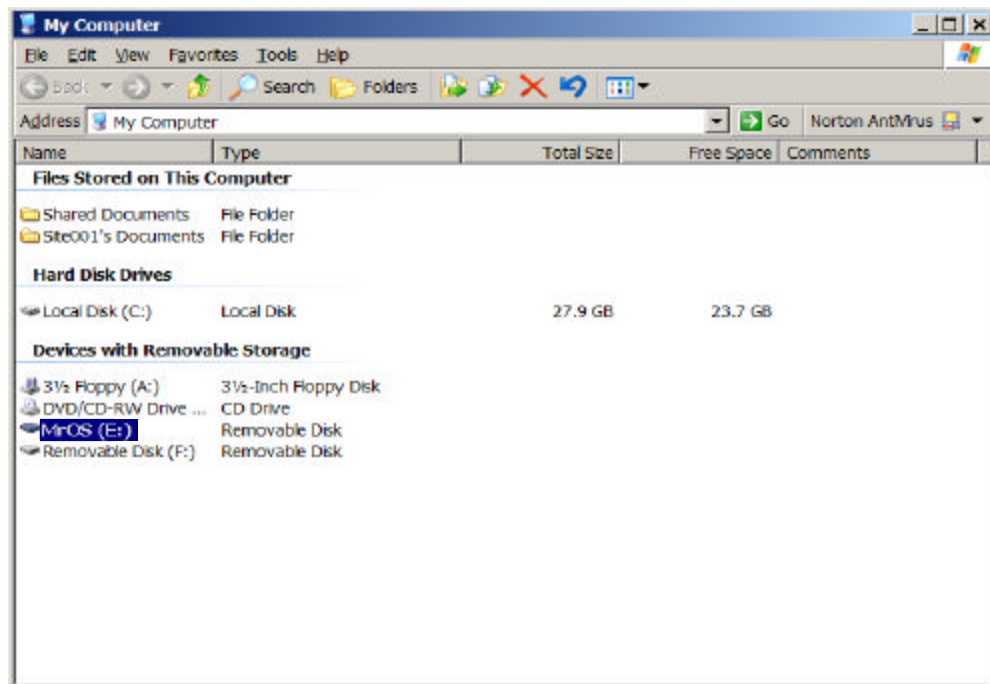 My Computer
File Edit View Favorites Tools Help
Back Search Folders
Address My Computer Go Norton AntiVirus
Name Type Total Size Free Space Comments
Files Stored on This Computer
Shared Documents File Folder
Site001's Documents File Folder
Hard Disk Drives
Local Disk (C:) Local Disk 27.9 GB 23.7 GB
Devices with Removable Storage
3½ Floppy (A:) 3½-Inch Floppy Disk
DVD/CD-RW Drive ... CD Drive
MrOS (E:) Removable Disk
Removable Disk (F:) Removable Disk